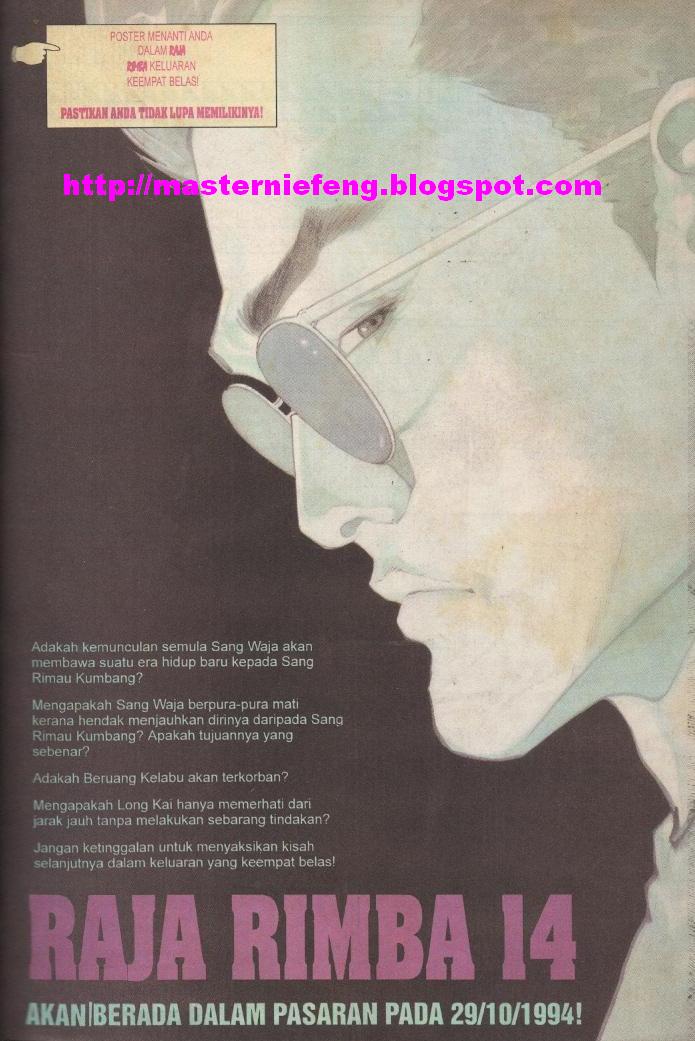 POSTER MENANTI ANDA
DALAM RAJA
RIMBA KELUARAN
KEEMPAT BELAS!
PASTIKAN ANDA TIDAK LUPA MEMILIKINYA!
http://masterniefeng.blogspot.com
Adakah kemunculan semula Sang Waja akan
membawa suatu era hidup baru kepada Sang
Rimau Kumbang?
Mengapakah Sang Waja berpura-pura mati
kerana hendak menjauhkan dirinya daripada Sang
Rimau Kumbang? Apakah tujuannya yang
sebenar?
Adakah Beruang Kelabu akan terkorban?
Mengapakah Long Kai hanya memerhati dari
jarak jauh tanpa melakukan sebarang tindakan?
Jangan ketinggalan untuk menyaksikan kisah
selanjutnya dalam keluaran yang keempat belas!
RAJA RIMBA 14
AKAN BERADA DALAM PASARAN PADA 29/10/1994!